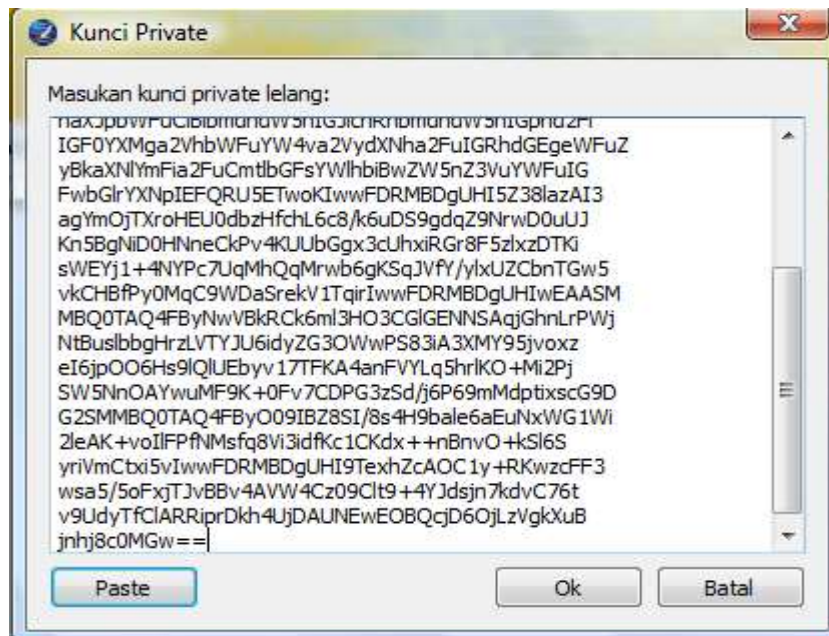 Kunci Private
Masukan kunci private lelang:
IGF0YXMga2VhbWFuYW4va2VydXNha2FuIGRhdGEgeWFuZ
yBkaXNlYmFia2FuCmtlbGFsYWlhbiBwZW5nZ3VuYWFuIG
FwbGlrYXNpIEFQRU5ETwoKIwwFDRMBDgUHI5Z38lazAI3
agYmOjTXroHEU0dbzHfchL6c8/k6uDS9gdqZ9NrwD0uUJ
Kn5BgNiD0HNneCkPv4KUUbGgx3cUhxiRGr8F5zlxzDTKi
sWEYj1+4NYPc7UqMhQqMrwb6gKSqJVfY/ylxUZCbnTGw5
vkCHBfPy0MqC9WDaSrekV1TqirIwwFDRMBDgUHIwEAASM
MBQ0TAQ4FByNwVBkRCk6ml3HO3CGlGENNSAqjGhnLrPWj
NtBuslbbgHrzLVTYJU6idyZG3OWwPS83iA3XMY95jvoxz
eI6jpOO6Hs9lQlUEbyv17TFKA4anFVYLq5hrlKO+Mi2Pj
SW5NnOAYwuMF9K+0Fv7CDPG3zSd/j6P69mMdptixscG9D
G2SMMBQ0TAQ4FByO09IBZ8SI/8s4H9bale6aEuNxWG1Wi
2leAK+voIlFPfNMsfq8Vi3idfKc1CKdx++nBnvO+kSl6S
yriVmCtxi5vIwwFDRMBDgUHI9TexhZcAOC1y+RKwzcFF3
wsa5/5oFxjTJvBBv4AVW4Cz09Clt9+4YJdsjn7kdvC76t
v9UdyTfClARRiprDkh4UjDAUNEwEOBQcjD6OjLzVgkXuB
jnhj8c0MGw==
Paste
Ok
Batal